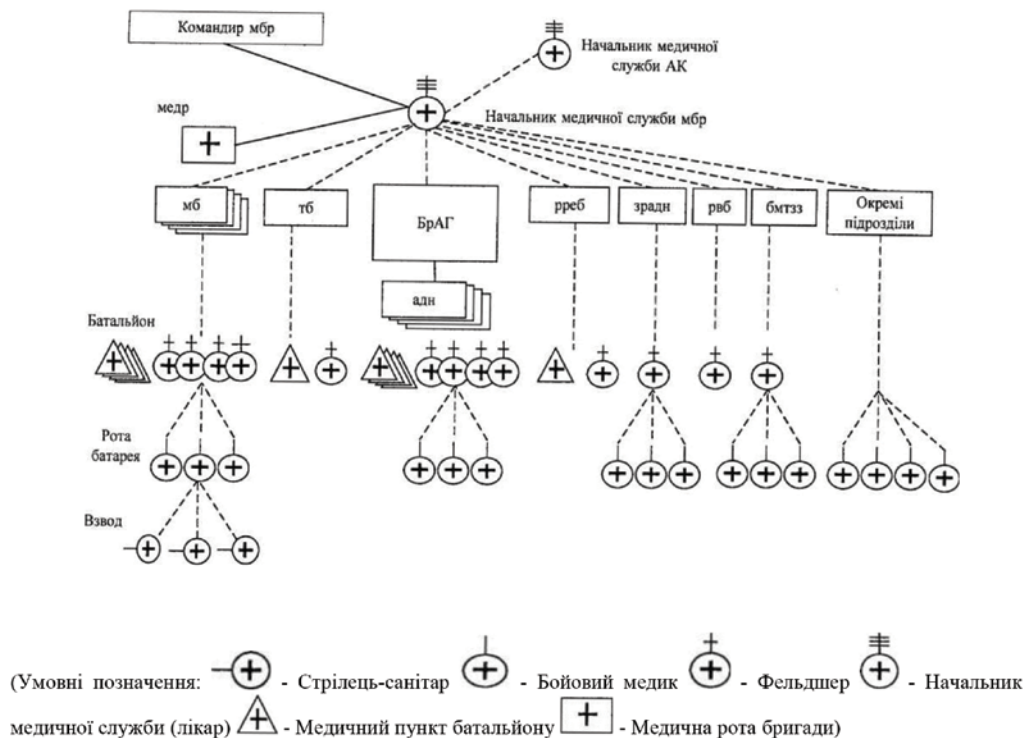 Командир мбр
Начальник медичної
служби АК
медр
Начальник медичної служби мбр
мб
тб
БрАГ
рреб
зрадн
рвб
бмтзз
Окремі
підрозділи
адн
Батальйон
Рота
батарея
Взвод
(Умовні позначення: - Стрілець-санітар - Бойовий медик - Фельдшер - Начальник
медичної служби (лікар) - Медичний пункт батальйону - Медична рота бригади)